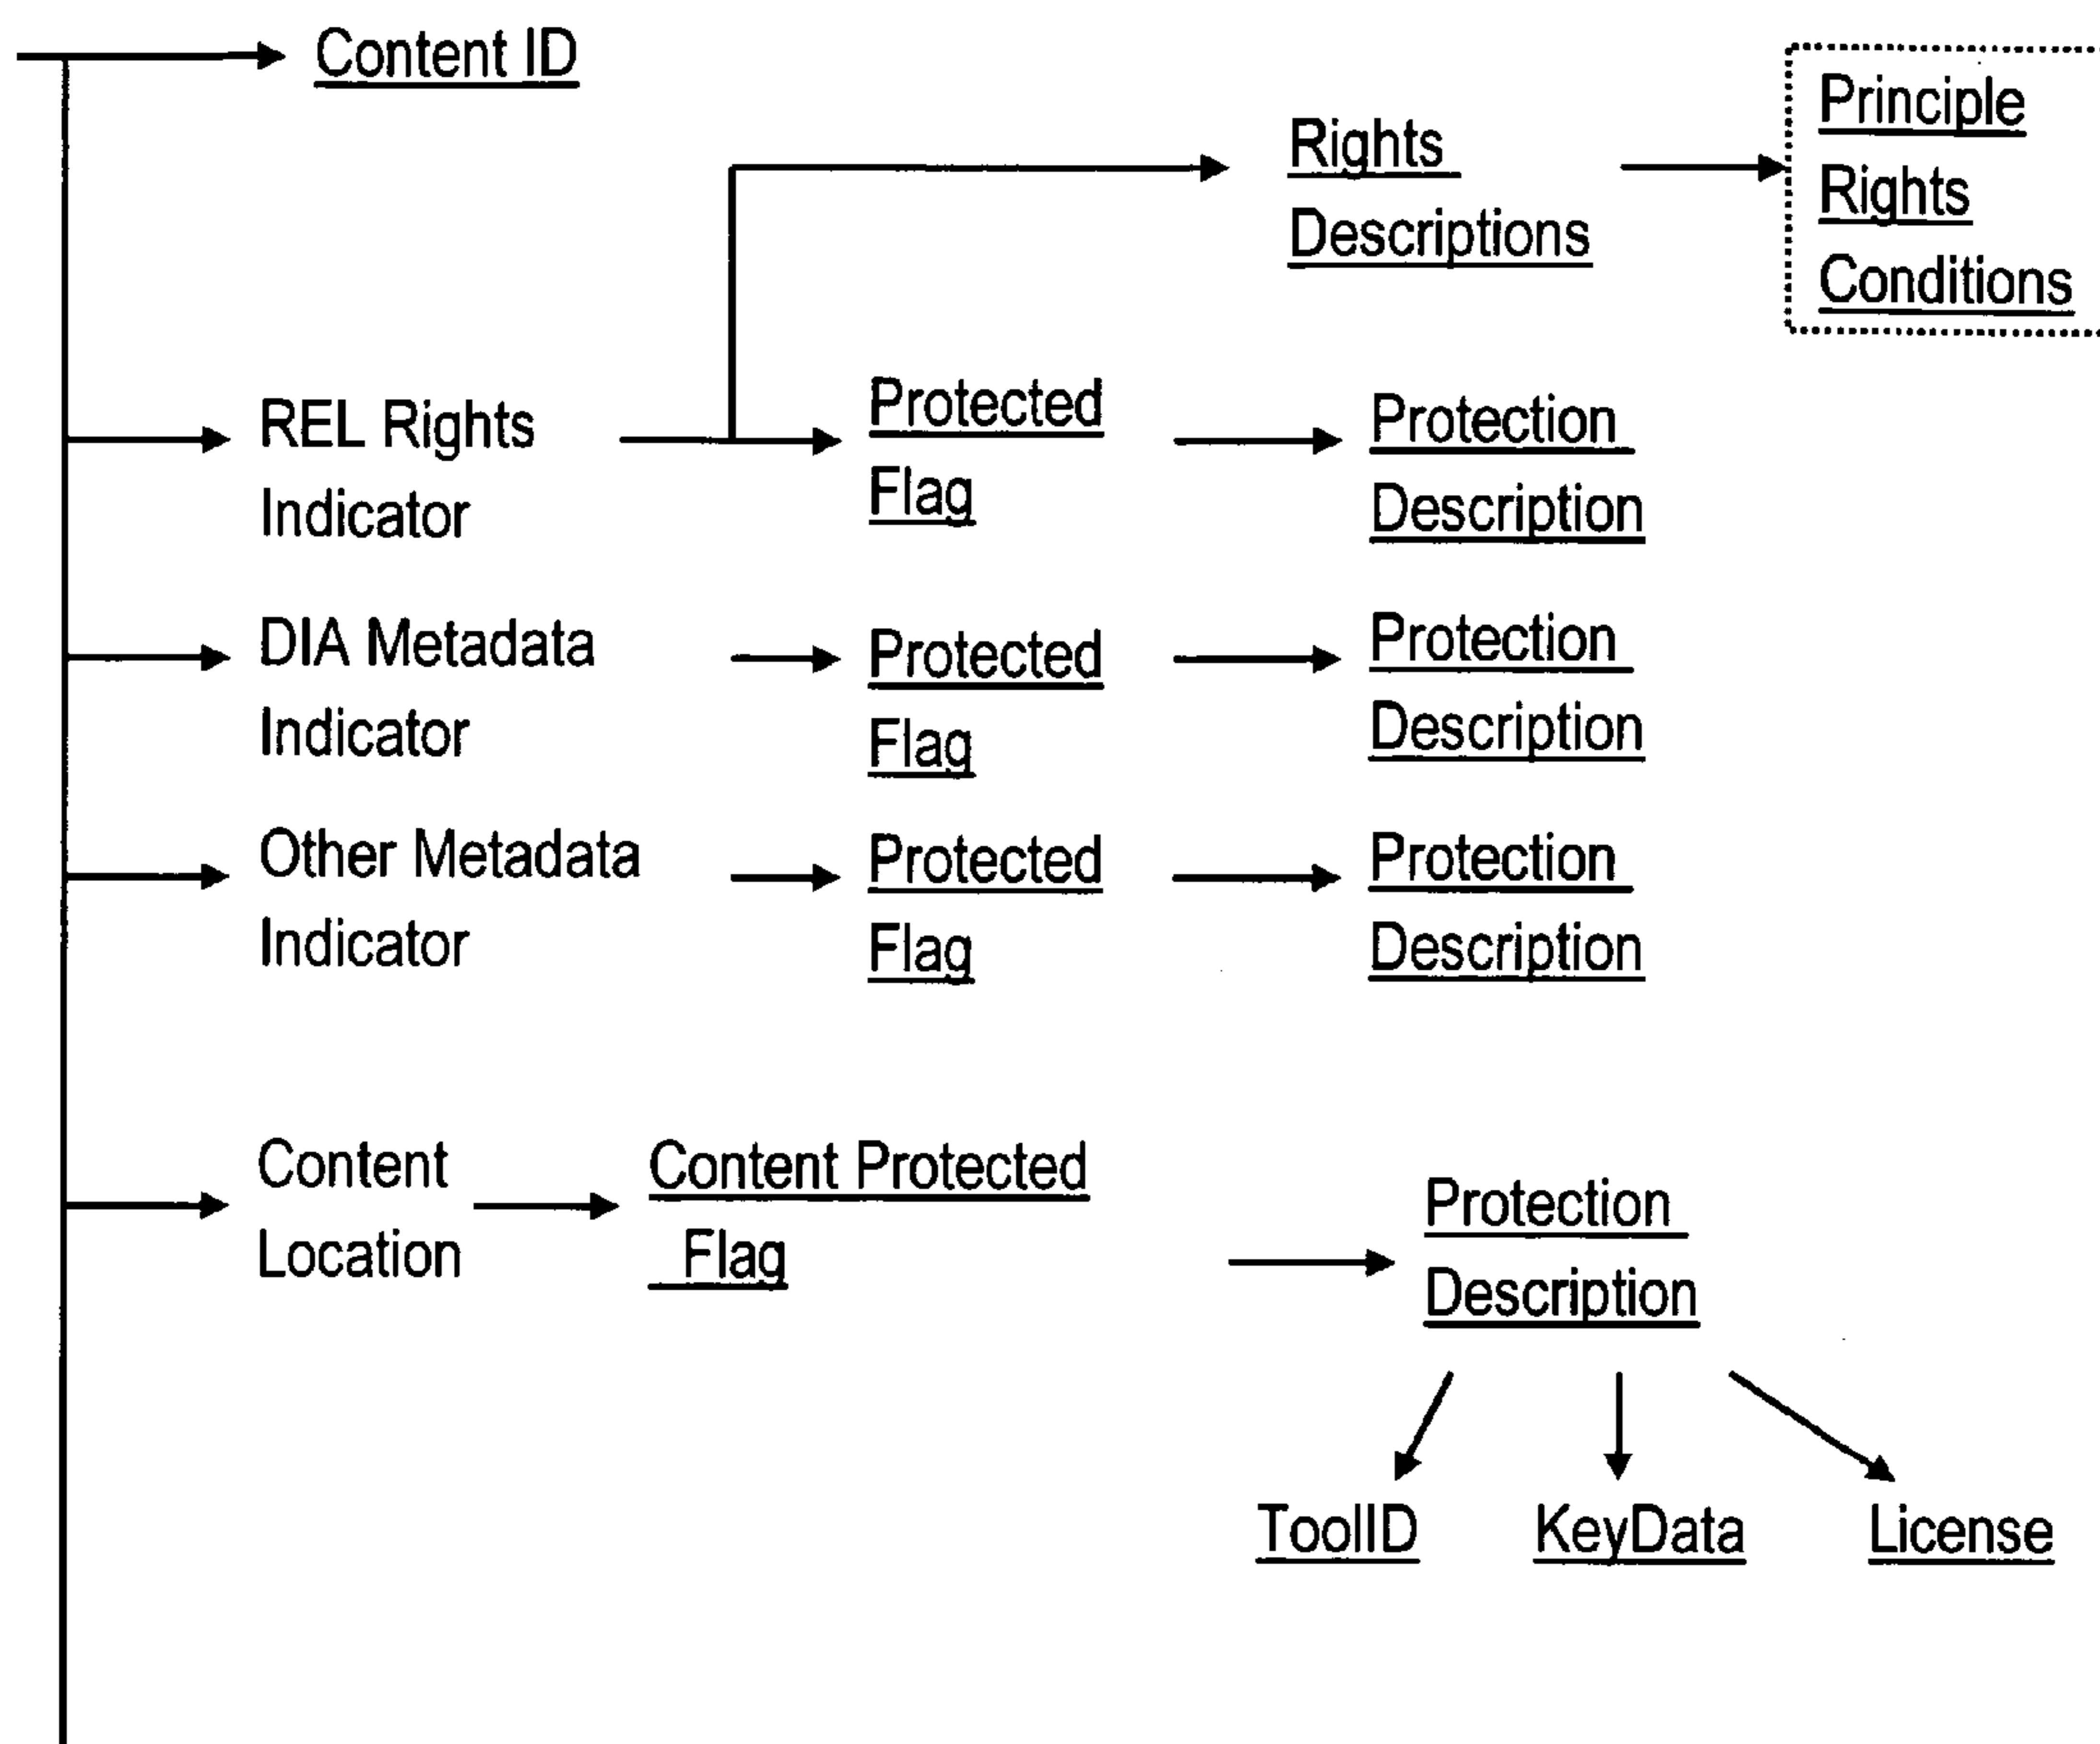 Content ID
Rights
Descriptions
Principle
Rights
Conditions
REL Rights
Indicator
Protected
Flag
Protection
Description
DIA Metadata
Indicator
Protected
Flag
Protection
Description
Other Metadata
Indicator
Protected
Flag
Protection
Description
Content
Location
Content Protected
Flag
Protection
Description
ToolID
KeyData
License